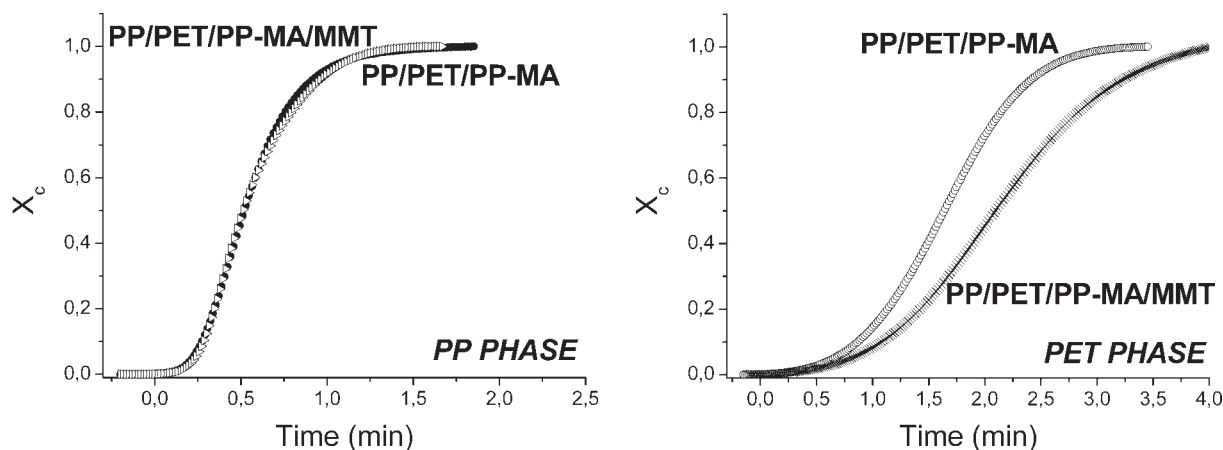 PP/PET/PP-MA/MMT
PP/PET/PP-MA
1,0
0,8
0,6
0,4
0,2
0,0
X_c
PP PHASE
0,0 0,5 1,0 1,5 2,0 2,5
Time (min)
PP/PET/PP-MA
1,0
0,8
0,6
0,4
0,2
0,0
X_c
PP/PET/PP-MA/MMT
PET PHASE
0,0 0,5 1,0 1,5 2,0 2,5 3,0 3,5 4,0
Time (min)